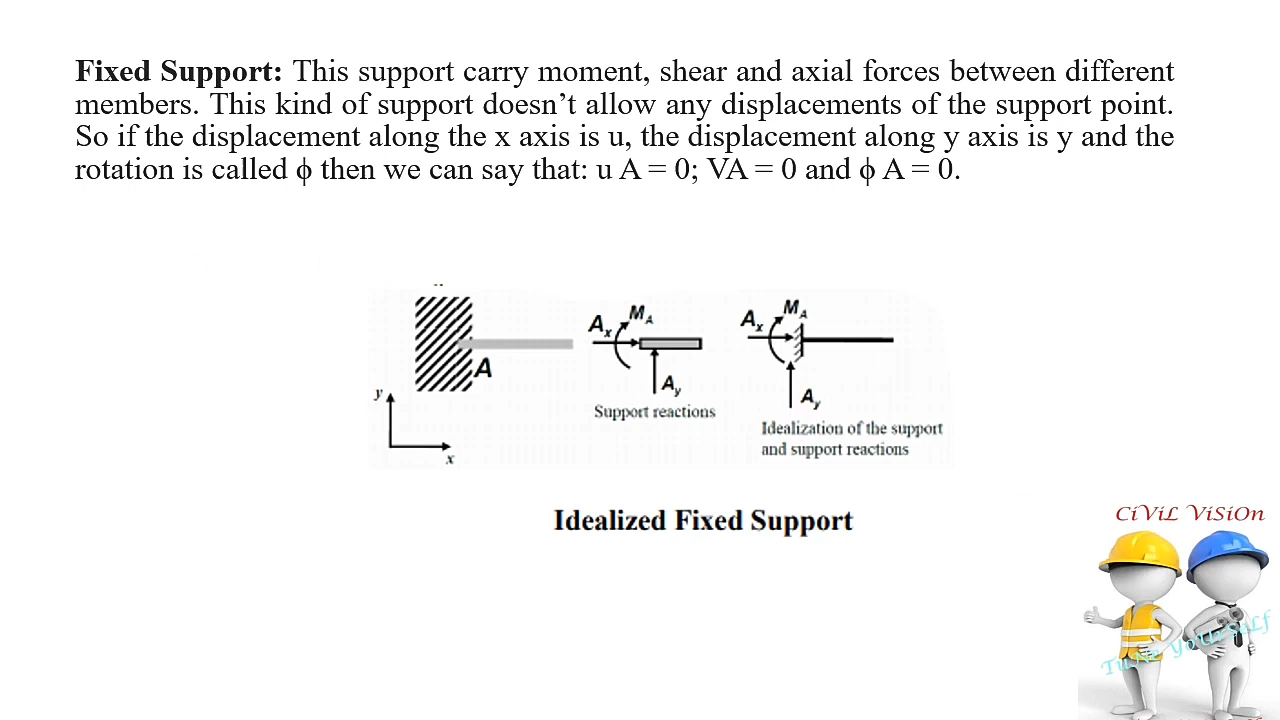 Fixed Support: This support carry moment, shear and axial forces between different
members. This kind of support doesn’t allow any displacements of the support point.
So if the displacement along the x axis is u, the displacement along y axis is y and the
rotation is called ϕ then we can say that: u A = 0; VA = 0 and ϕ A = 0.
A
y
x
Ax
MA
Ay
Support reactions
Ax
MA
Ay
Idealization of the support
and support reactions
Idealized Fixed Support
CiViL ViSiOn
TuNe YoUrSeLf